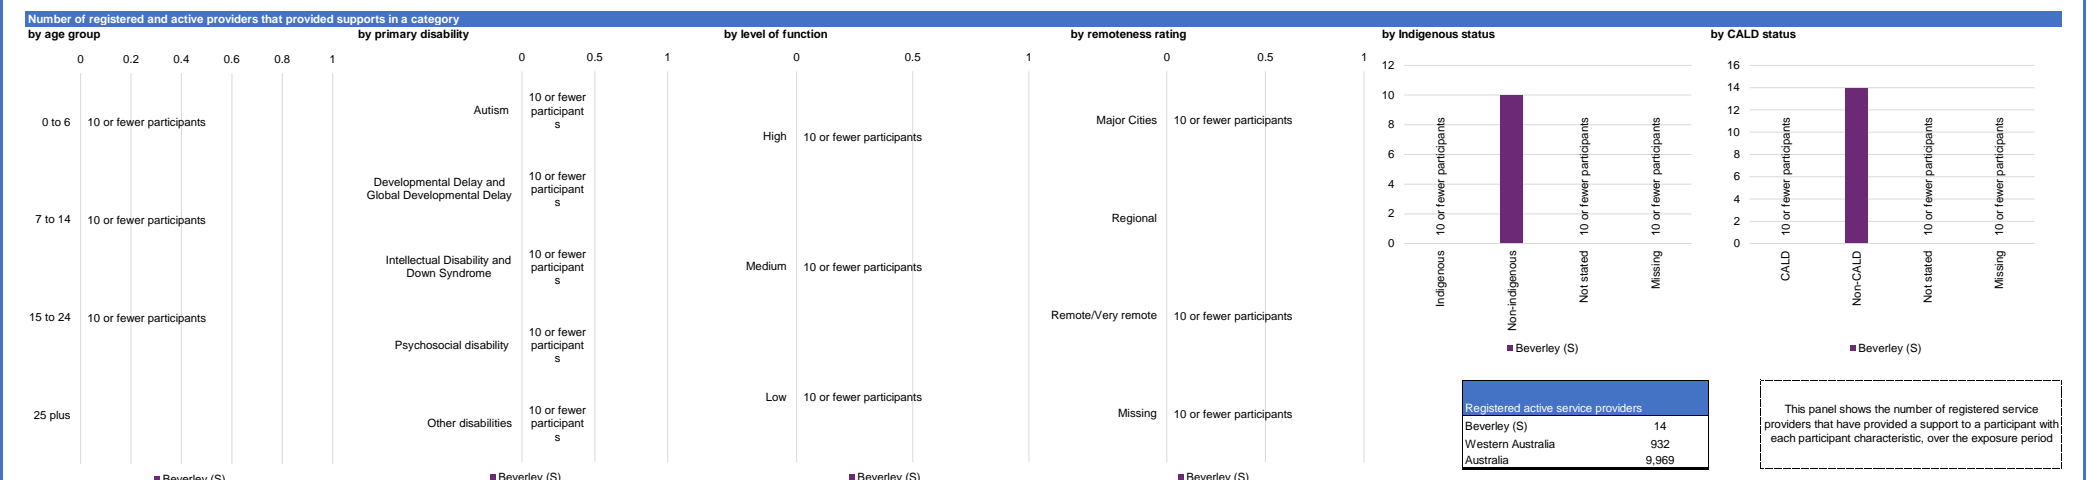 Number of registered and active providers that provided supports in a category
by age group
0 0.2 0.4 0.6 0.8 1
0 to 6 10 or fewer participants
7 to 14 10 or fewer participants
15 to 24 10 or fewer participants
25 plus
Beverley (S)
by primary disability
0 0.5 1
Autism
10 or fewer
participant
s
Developmental Delay and
Global Developmental Delay
10 or fewer
participant
s
Intellectual Disability and
Down Syndrome
10 or fewer
participant
s
Psychosocial disability
10 or fewer
participant
s
Other disabilities
10 or fewer
participant
s
Beverley (S)
by level of function
0 0.5 1
High 10 or fewer participants
Medium 10 or fewer participants
Low 10 or fewer participants
Beverley (S)
by remoteness rating
0 0.5 1
Major Cities 10 or fewer participants
Regional
Remote/Very remote 10 or fewer participants
Missing 10 or fewer participants
Beverley (S)
by Indigenous status
12
10
8
6
4
2
0
10 or fewer participants
10 or fewer participants
10 or fewer participants
Indigenous
Non-indigenous
Not stated
Missing
Beverley (S)
by CALD status
16
14
12
10
8
6
4
2
0
10 or fewer participants
10 or fewer participants
10 or fewer participants
CALD
Non-CALD
Not stated
Missing
Beverley (S)
Registered active service providers
Beverley (S) 14
Western Australia 932
Australia 9,969
This panel shows the number of registered service
providers that have provided a support to a participant with
each participant characteristic, over the exposure period